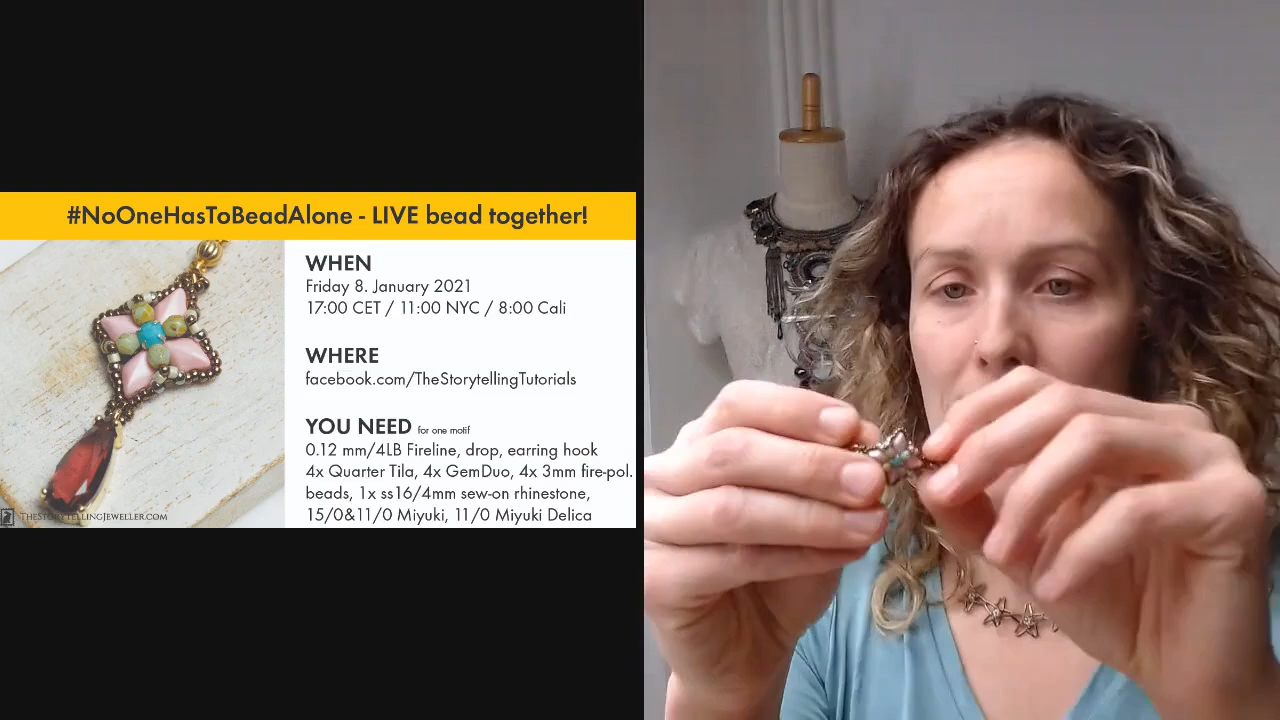 #NoOneHasToBeadAlone - LIVE bead together!
WHEN
Friday 8. January 2021
17:00 CET / 11:00 NYC / 8:00 Cali
WHERE
facebook.com/TheStorytellingTutorials
YOU NEED for one motif
0.12 mm/4LB Fireline, drop, earring hook
4x Quarter Tila, 4x GemDuo, 4x 3mm fire-pol.
beads, 1x ss16/4mm sew-on rhinestone,
15/0&11/0 Miyuki, 11/0 Miyuki Delica
TheStorytellingJeweller.com